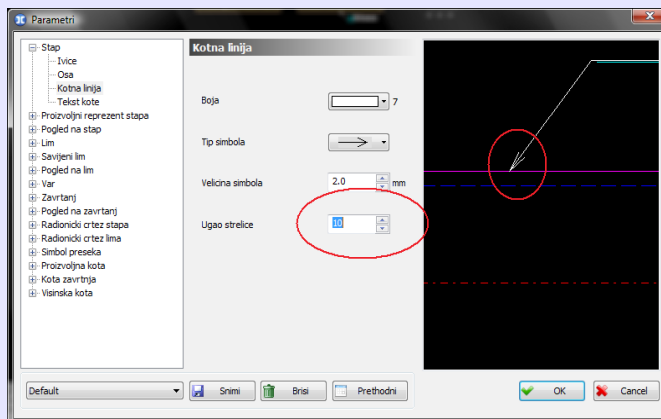 Parametri
Stap
Ivice
Osa
Kotna linija
Tekst kote
Proizvoljni reprezent stapa
Pogled na stap
Lim
Savijeni lim
Pogled na lim
Var
Zavrtanj
Pogled na zavrtanj
Radionicki crtez stapa
Radionicki crtez lima
Simbol preseka
Proizvoljna kota
Kota zavrtnja
Visinska kota
Kotna linija
Boja 7
Tip simbola
Velicina simbola 2.0 mm
Ugao strelice 10
Default Snimi Brisi Prethodni OK Cancel